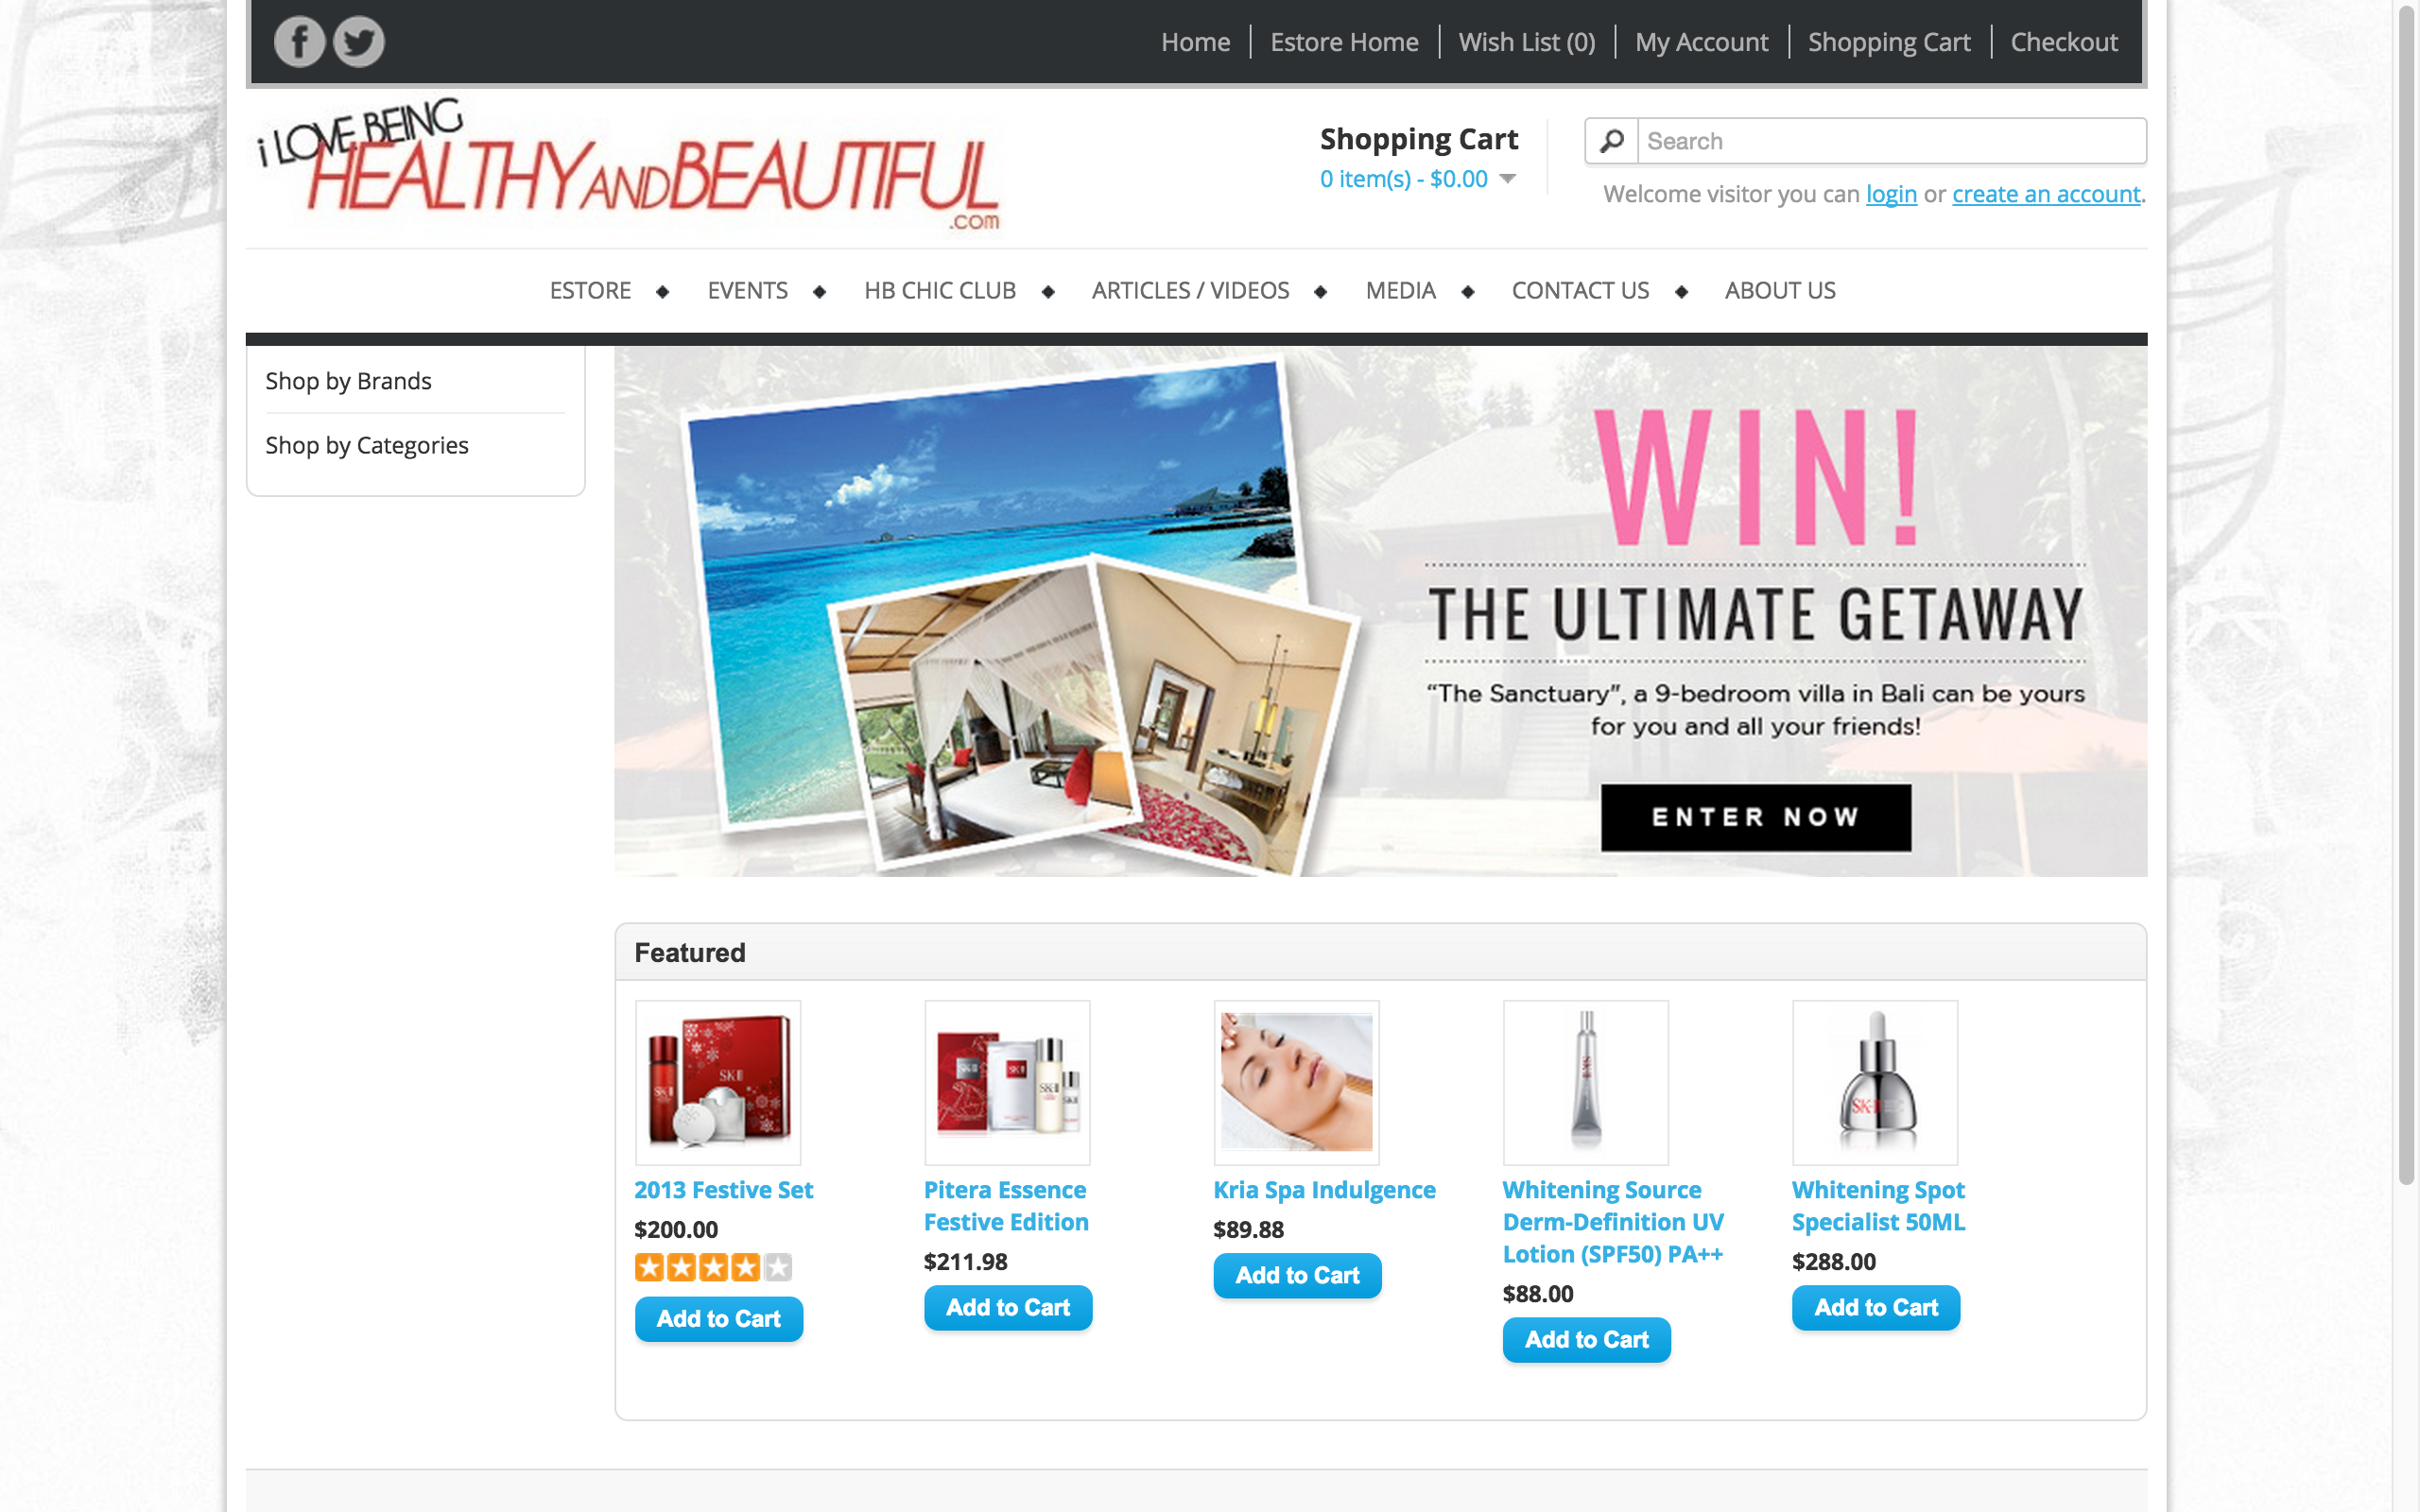 Home
Estore Home
Wish List (0)
My Account
Shopping Cart
Checkout
i LOVE BEING
HEALTHY AND BEAUTIFUL
.com
Shopping Cart
0 item(s) - $0.00
Search
Welcome visitor you can login or create an account.
ESTORE
EVENTS
HB CHIC CLUB
ARTICLES / VIDEOS
MEDIA
CONTACT US
ABOUT US
Shop by Brands
Shop by Categories
WIN!
THE ULTIMATE GETAWAY
“The Sanctuary”, a 9-bedroom villa in Bali can be yours
for you and all your friends!
ENTER NOW
Featured
SK-II
2013 Festive Set
$200.00
Add to Cart
SK-II
Pitera Essence
Festive Edition
$211.98
Add to Cart
Kria Spa Indulgence
$89.88
Add to Cart
Whitening Source
Derm-Definition UV
Lotion (SPF50) PA++
$88.00
Add to Cart
SK-II
Whitening Spot
Specialist 50ML
$288.00
Add to Cart